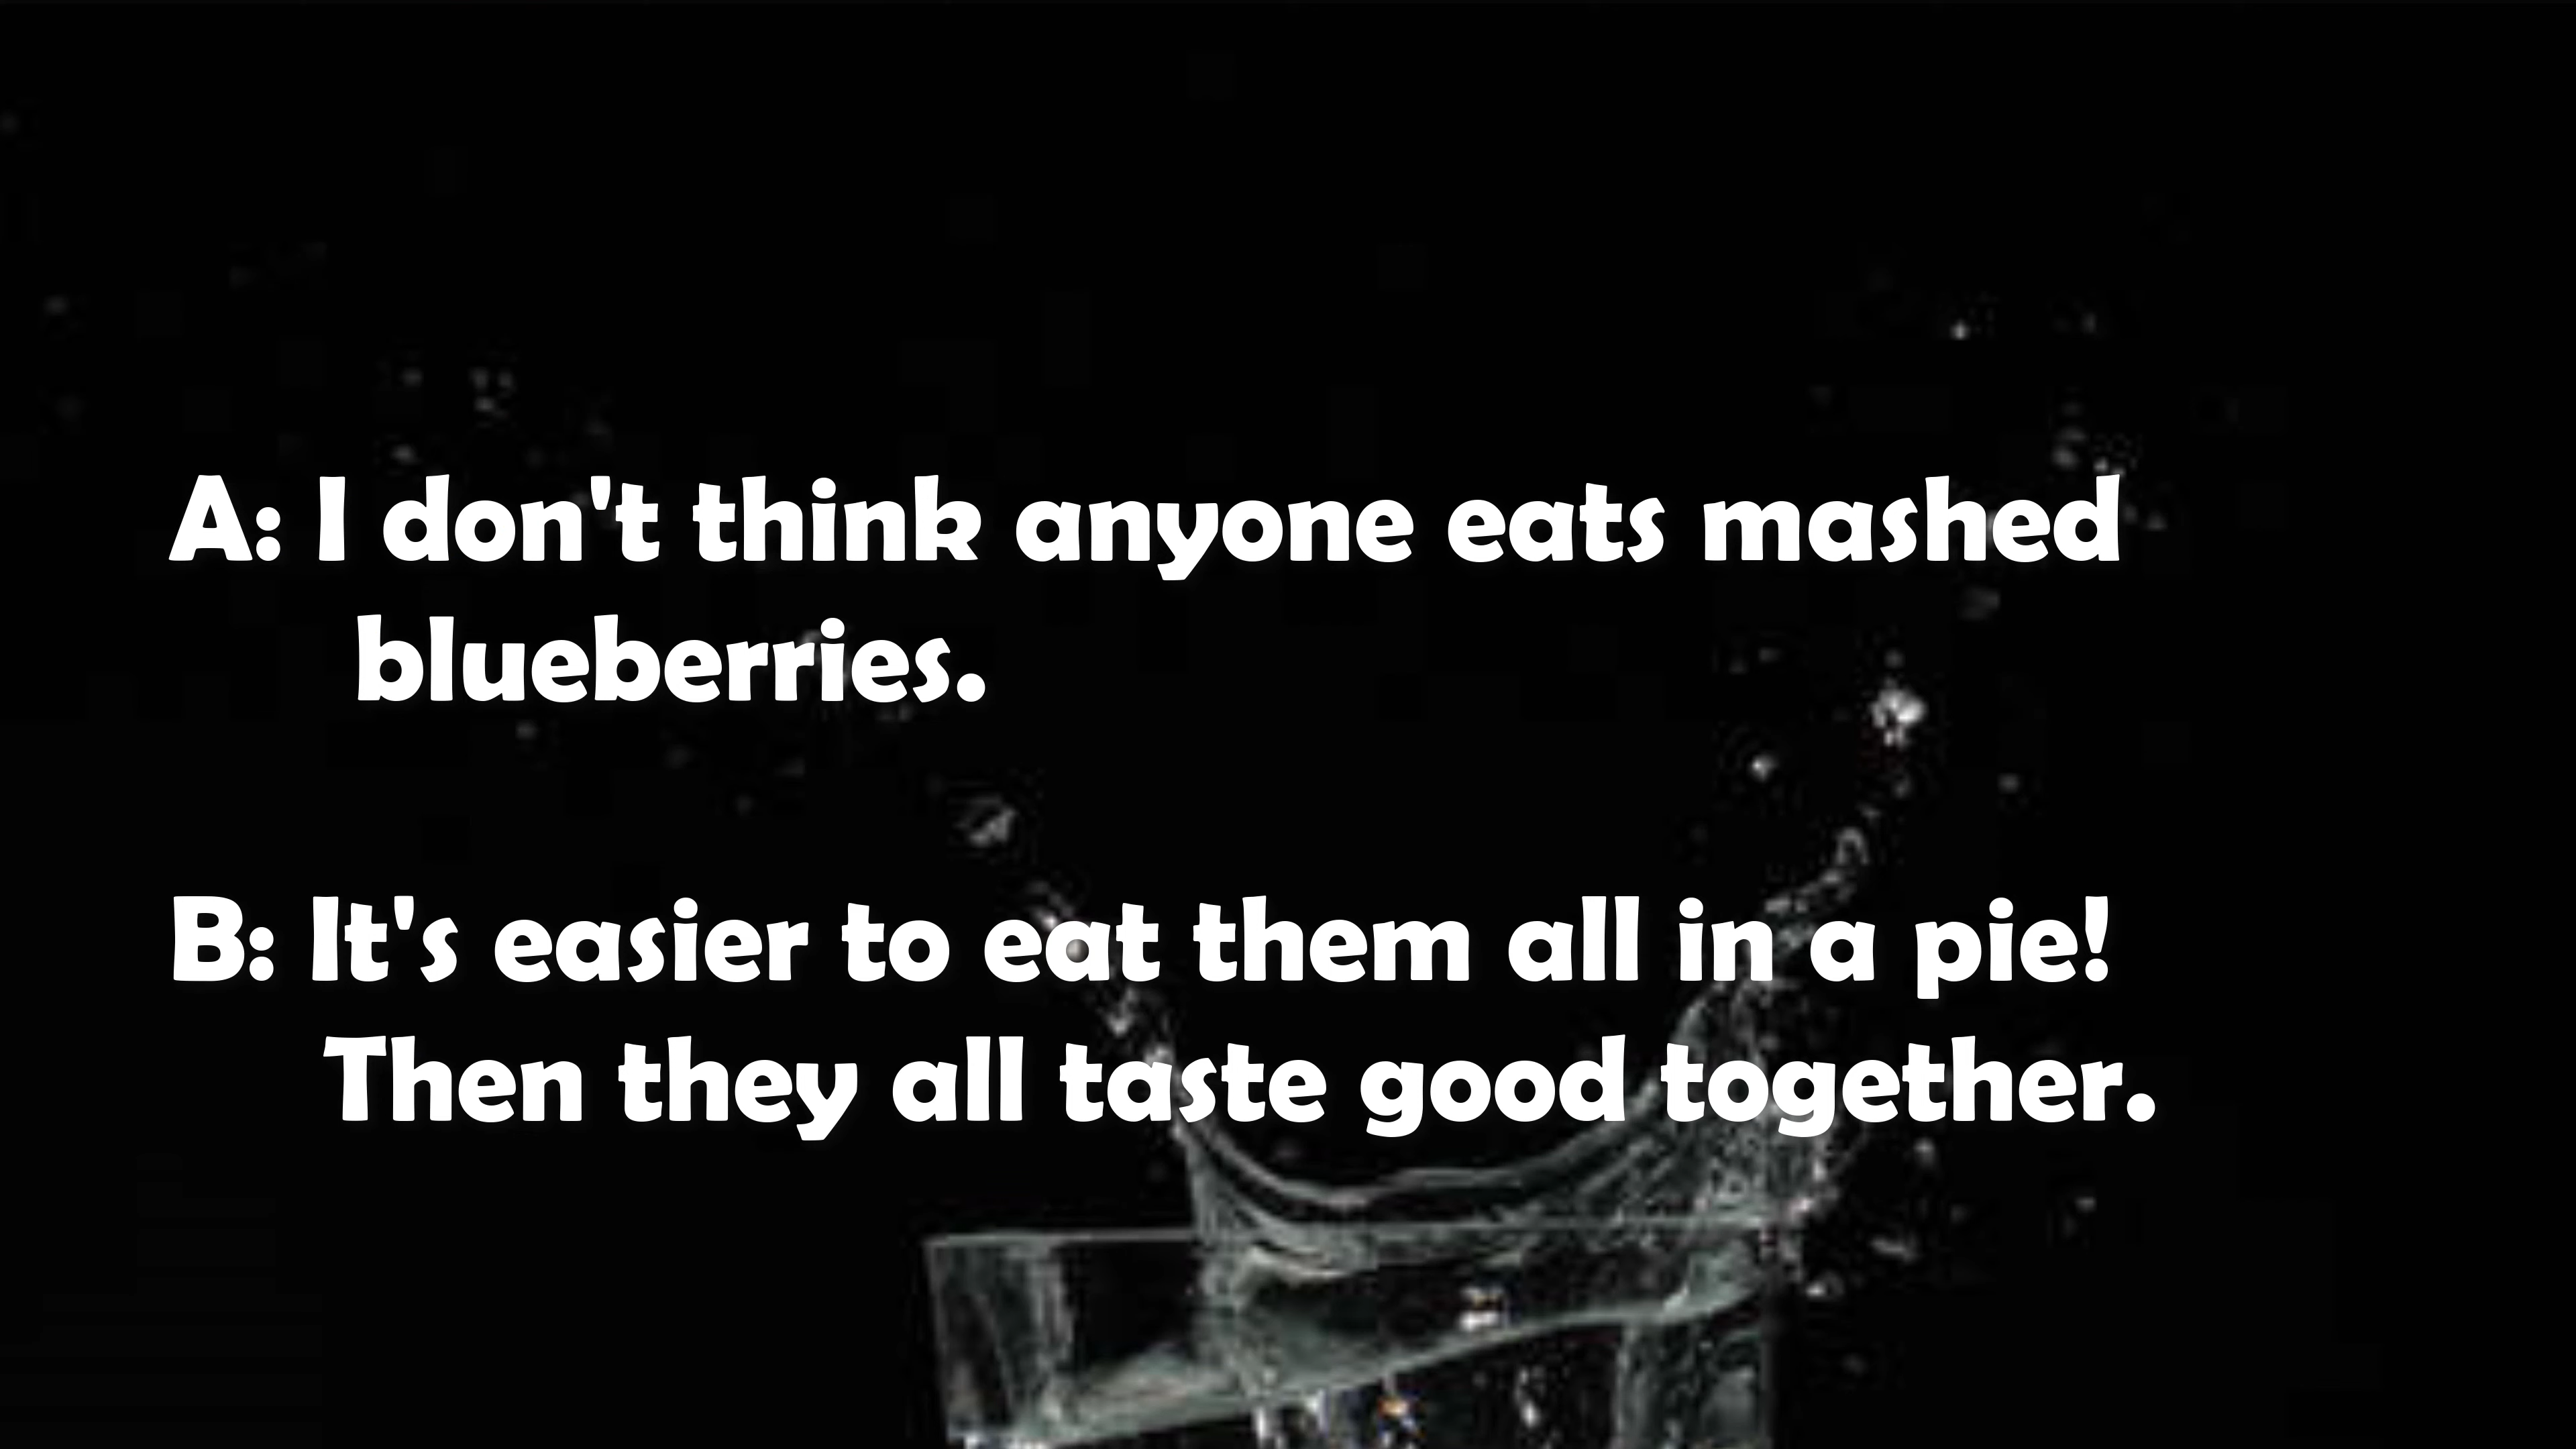 A: I don't think anyone eats mashed
blueberries.
B: It's easier to eat them all in a pie!
Then they all taste good together.